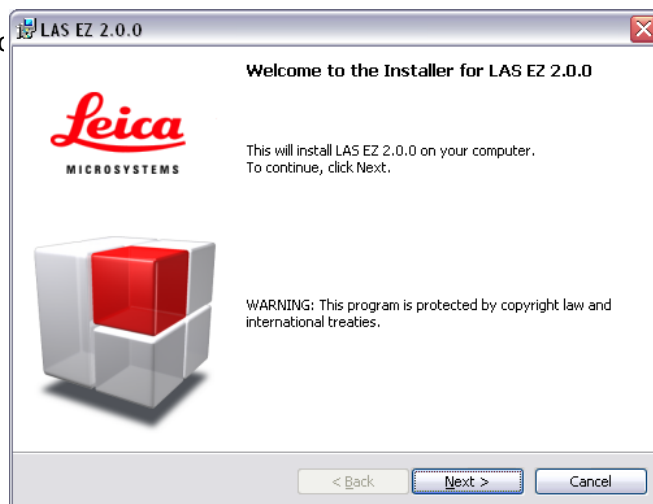 LAS EZ 2.0.0
Welcome to the Installer for LAS EZ 2.0.0
Leica
MICROSYSTEMS
This will install LAS EZ 2.0.0 on your computer.
To continue, click Next.
WARNING: This program is protected by copyright law and
international treaties.
< Back
Next >
Cancel